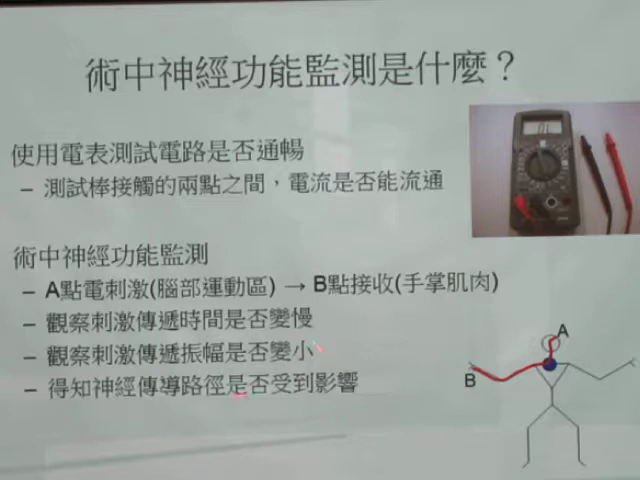 術中神經功能監測是什麼？
使用電表測試電路是否通暢
– 測試棒接觸的兩點之間，電流是否能流通
術中神經功能監測
– A點電刺激(腦部運動區) → B點接收(手掌肌肉)
– 觀察刺激傳遞時間是否變慢
– 觀察刺激傳遞振幅是否變小
– 得知神經傳導路徑是否受到影響
A
B